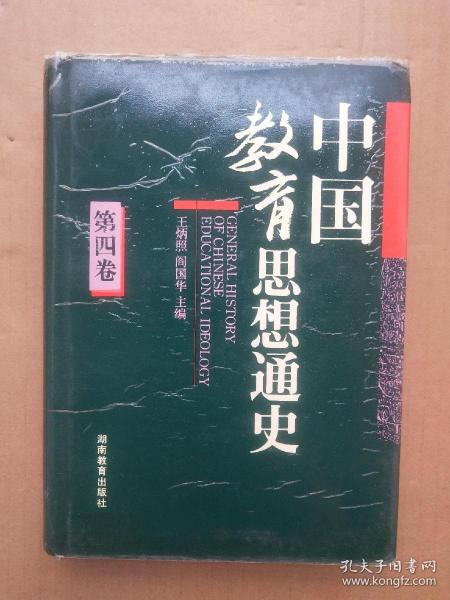 中国
教育思想通史
GENERAL HISTORY
OF CHINESE
EDUCATIONAL IDEOLOGY
王炳照 阎国华 主编
第四卷
湖南教育出版社
孔夫子旧书网
www.kongfz.com